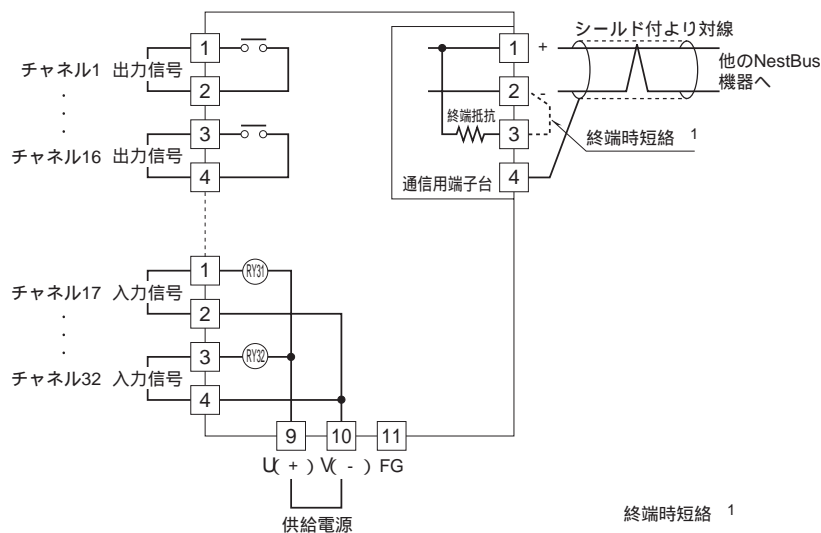 チャネル1 出力信号
1
2
・
・
・
チャネル16 出力信号
3
4
チャネル17 入力信号
1
RY31
2
・
・
・
チャネル32 入力信号
3
RY32
4
9
10
11
U( + )
V( - )
FG
供給電源
シールド付より対線
1
+
他のNestBus
機器へ
2
-
終端抵抗
3
終端時短絡 1
通信用端子台
4
終端時短絡 1